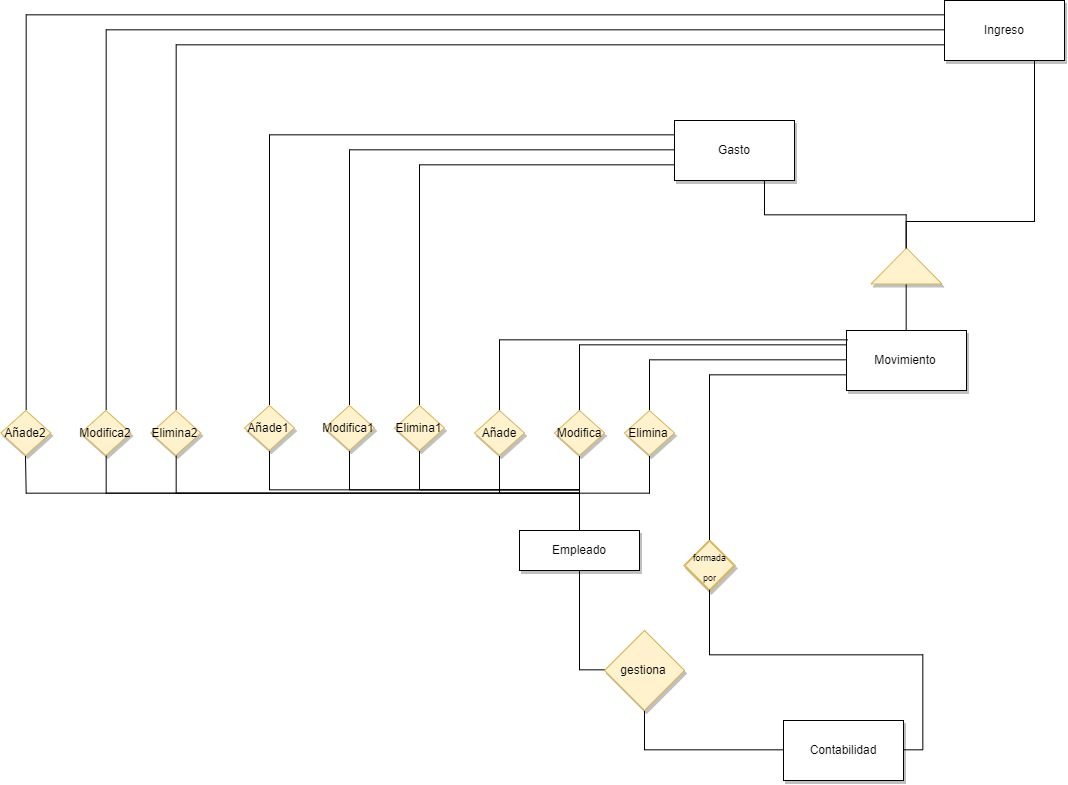 Ingreso
Gasto
Movimiento
Añade2
Modifica2
Elimina2
Añade1
Modifica1
Elimina1
Añade
Modifica
Elimina
Empleado
formada
por
gestiona
Contabilidad